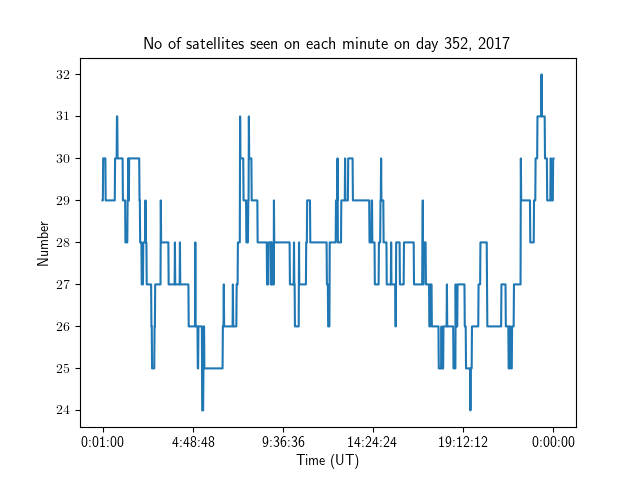 No of satellites seen on each minute on day 352, 2017
32
31
30
29
28
27
26
25
24
Number
0:01:00 4:48:48 9:36:36 14:24:24 19:12:12 0:00:00
Time (UT)